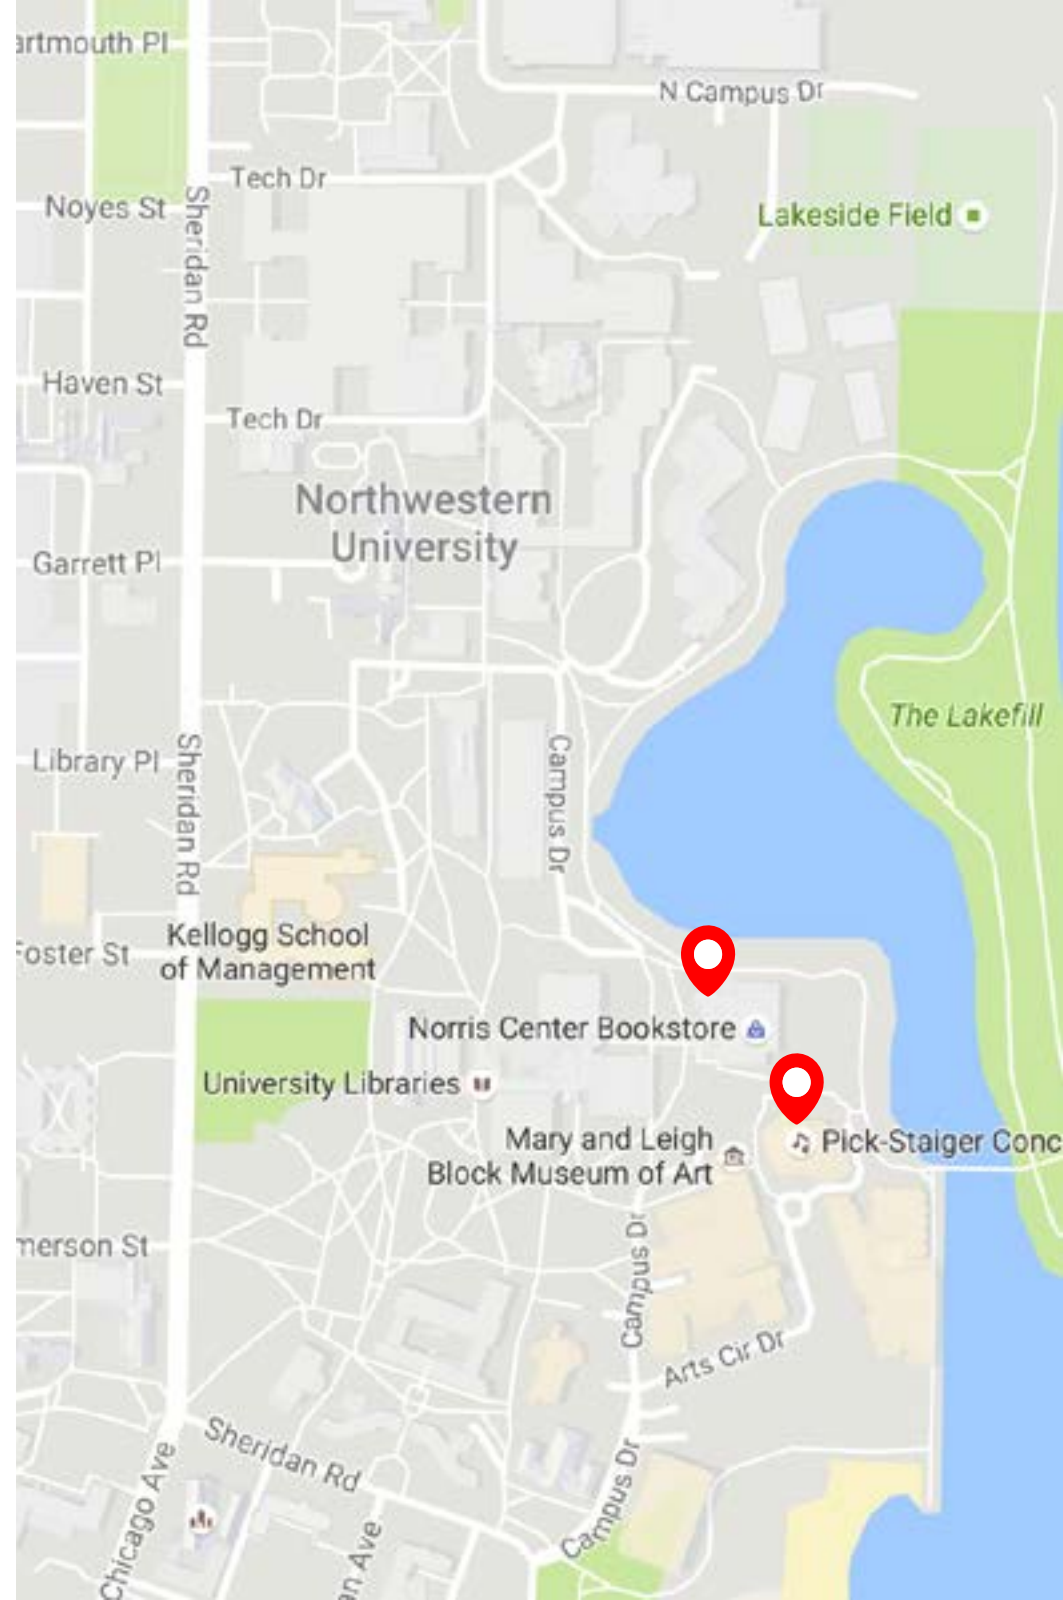 artmouth Pl
N Campus Dr
Tech Dr
Noyes St
Sheridan Rd
Lakeside Field
Haven St
Tech Dr
Northwestern
University
Garrett Pl
The Lakefill
Library Pl
Sheridan Rd
Campus Dr
Kellogg School
of Management
Foster St
Norris Center Bookstore
University Libraries
Mary and Leigh
Block Museum of Art
Pick-Staiger Conc
merson St
Campus Dr
Arts Cir Dr
Sheridan Rd
Chicago Ave
Campus Dr
an Ave